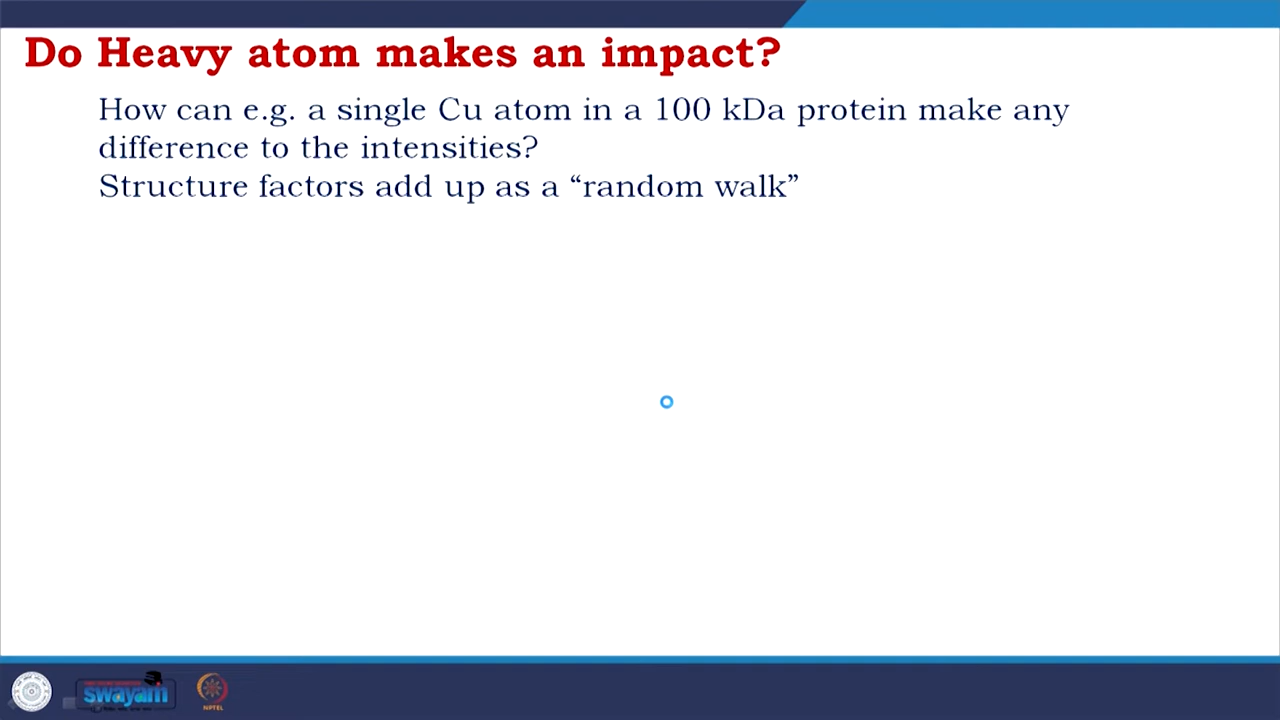 Do Heavy atom makes an impact?
How can e.g. a single Cu atom in a 100 kDa protein make any
difference to the intensities?
Structure factors add up as a “random walk”
swayam
NPTEL